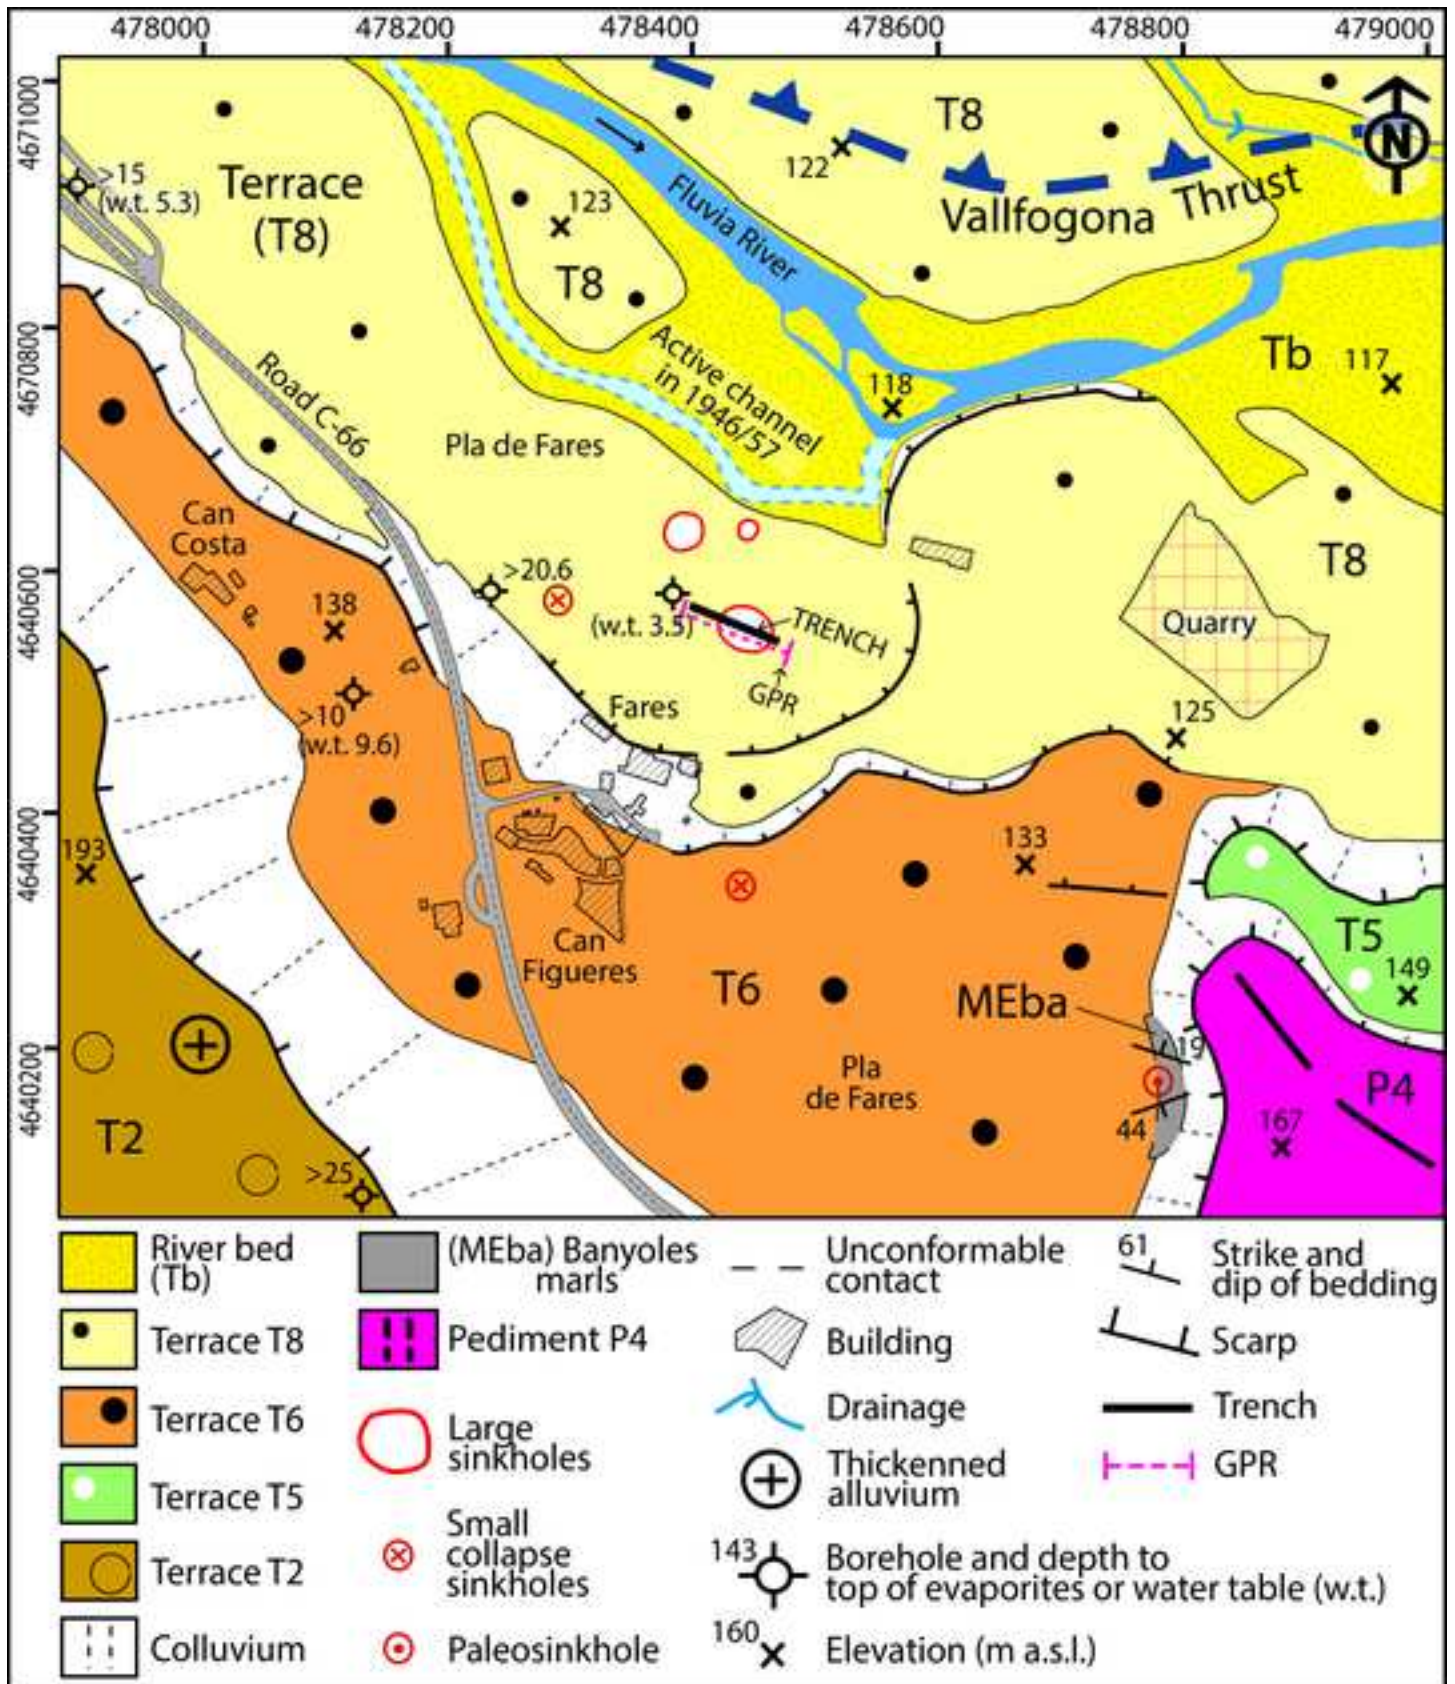 478000 478200 478400 478600 478800 479000
4671000
4670800
4640600
4640400
4640200
N
T8
122
Vallfogona Thrust
>15
(w.t. 5.3)
Terrace
(T8)
123
T8
Fluvia River
Active channel
in 1946/57
118
Tb
117
Road C-66
Pla de Fares
Can
Costa
138
>10
(w.t. 9.6)
>20.6
(w.t. 3.5)
TRENCH
GPR
Fares
Quarry
T8
125
193
133
Can
Figueres
T6
MEba
T5
149
19
Pla
de Fares
44
P4
167
T2
>25
River bed
(Tb)
Terrace T8
Terrace T6
Terrace T5
Terrace T2
Colluvium
(MEba) Banyoles
marls
Pediment P4
Large
sinkholes
Small
collapse
sinkholes
Paleosinkhole
Unconformable
contact
Building
Drainage
Thickenned
alluvium
143
Borehole and depth to
top of evaporites or water table (w.t.)
160
Elevation (m a.s.l.)
61
Strike and
dip of bedding
Scarp
Trench
GPR